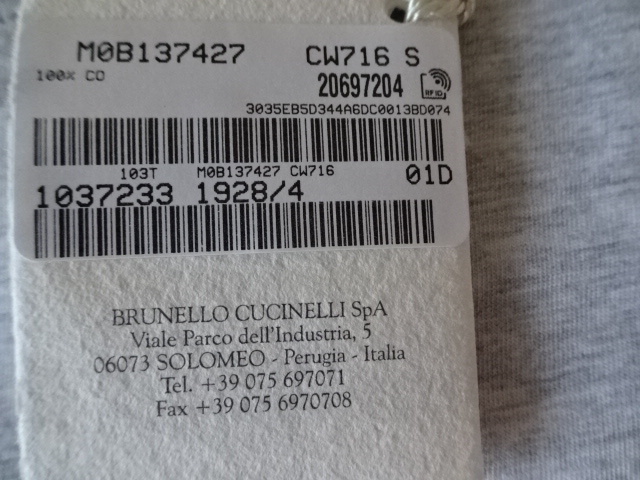 M0B137427 CW716 S
100% CO 20697204 RFID
3035EB5D344A6DC0013BD074
103T M0B137427 CW716 01D
1037233 1928/4
BRUNELLO CUCINELLI SpA
Viale Parco dell'Industria, 5
06073 SOLOMEO - Perugia - Italia
Tel. +39 075 697071
Fax +39 075 6970708